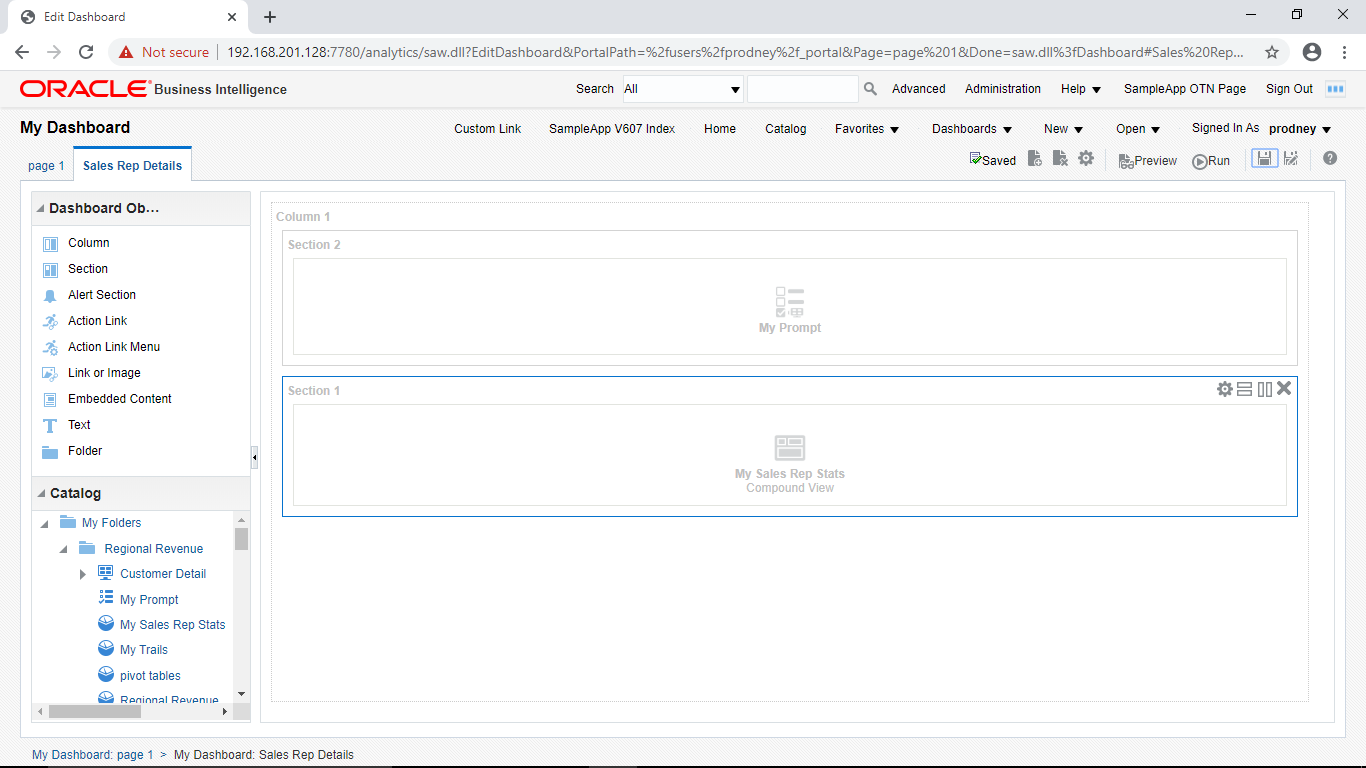 Edit Dashboard
Not secure
192.168.201.128:7780/analytics/saw.dll?EditDashboard&PortalPath=%2fusers%2fprodney%2f_portal&Page=page%201&Done=saw.dll%3fDashboard#Sales%20Rep...
ORACLE Business Intelligence
Search All Advanced Administration Help SampleApp OTN Page Sign Out
My Dashboard
Custom Link SampleApp V607 Index Home Catalog Favorites Dashboards New Open Signed In As prodney
page 1 Sales Rep Details
Saved Preview Run
Dashboard Ob...
Column
Section
Alert Section
Action Link
Action Link Menu
Link or Image
Embedded Content
Text
Folder
Catalog
My Folders
Regional Revenue
Customer Detail
My Prompt
My Sales Rep Stats
My Trails
pivot tables
Regional Revenue
Column 1
Section 2
My Prompt
Section 1
My Sales Rep Stats
Compound View
My Dashboard: page 1 > My Dashboard: Sales Rep Details